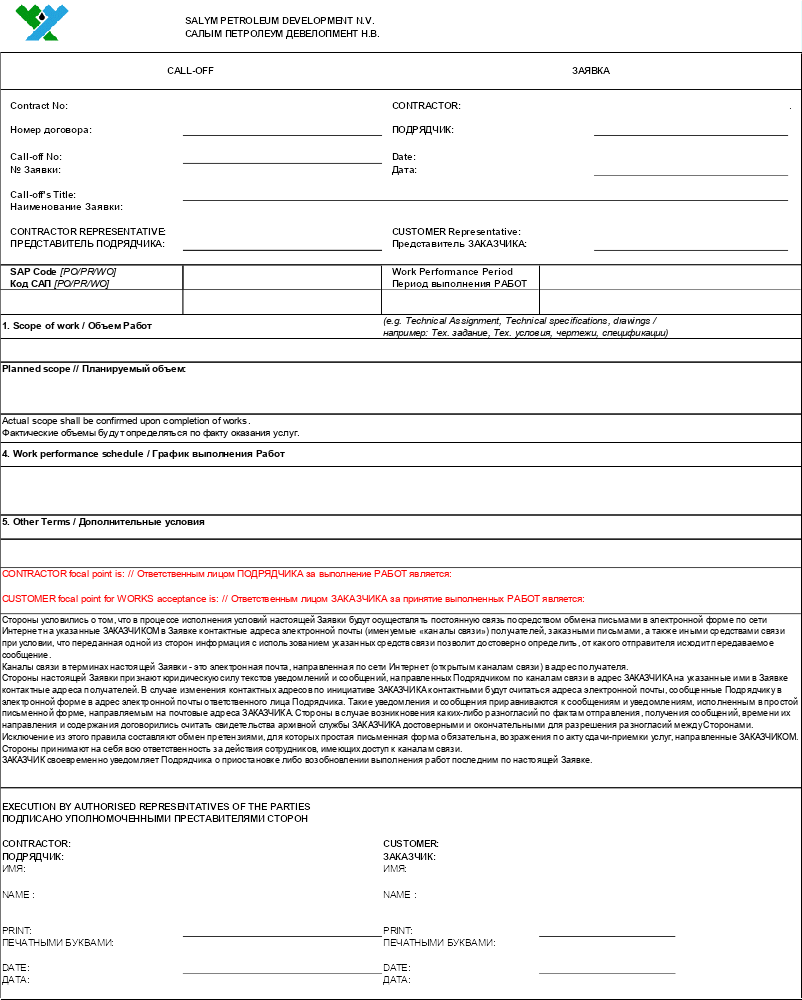 SALYM PETROLEUM DEVELOPMENT N.V.
САЛЫМ ПЕТРОЛЕУМ ДЕВЕЛОПМЕНТ Н.В.
CALL-OFF ЗАЯВКА
Contract No: CONTRACTOR: .
Номер договора: ПОДРЯДЧИК:
Call-off No: Date:
№ Заявки: Дата:
Call-off's Title:
Наименование Заявки:
CONTRACTOR REPRESENTATIVE: CUSTOMER Representative:
ПРЕДСТАВИТЕЛЬ ПОДРЯДЧИКА: Представитель ЗАКАЗЧИКА:
SAP Code [PO/PR/WO] Work Performance Period
Код САП [PO/PR/WO] Период выполнения РАБОТ
1. Scope of work / Объем Работ (e.g. Technical Assignment, Technical specifications, drawings /
например: Тех. задание, Тех. условия, чертежи, спецификации)
Planned scope // Планируемый объем:
Actual scope shall be confirmed upon completion of works.
Фактические объемы будут определяться по факту оказания услуг.
4. Work performance schedule / График выполнения Работ
5. Other Terms / Дополнительные условия
CONTRACTOR focal point is: // Ответственным лицом ПОДРЯДЧИКА за выполнение РАБОТ является:
CUSTOMER focal point for WORKS acceptance is: // Ответственным лицом ЗАКАЗЧИКА за принятие выполненных РАБОТ является:
Стороны условились о том, что в процессе исполнения условий настоящей Заявки будут осуществлять постоянную связь посредством обмена письмами в электронной форме по сети
Интернет на указанные ЗАКАЗЧИКОМ в Заявке контактные адреса электронной почты (именуемые «каналы связи») получателей, заказными письмами, а также иными средствами связи
при условии, что переданная одной из сторон информация с использованием указанных средств связи позволит достоверно определить, от какого отправителя исходит передаваемое
сообщение.
Каналы связи в терминах настоящей Заявки - это электронная почта, направленная по сети Интернет (открытым каналам связи) в адрес получателя.
Стороны настоящей Заявки признают юридическую силу текстов уведомлений и сообщений, направленных Подрядчиком по каналам связи в адрес ЗАКАЗЧИКА на указанные ими в Заявке
контактные адреса получателей. В случае изменения контактных адресов по инициативе ЗАКАЗЧИКА контактными будут считаться адреса электронной почты, сообщенные Подрядчику в
электронной форме в адрес электронной почты ответственного лица Подрядчика. Такие уведомления и сообщения приравниваются к сообщениям и уведомлениям, исполненным в простой
письменной форме, направляемым на почтовые адреса ЗАКАЗЧИКА. Стороны в случае возникновения каких-либо разногласий по фактам отправления, получения сообщений, времени их
направления и содержания договорились считать свидетельства архивной службы ЗАКАЗЧИКА достоверными и окончательными для разрешения разногласий между Сторонами.
Исключение из этого правила составляют обмен претензиями, для которых простая письменная форма обязательна, возражения по акту сдачи-приемки услуг, направленные ЗАКАЗЧИКОМ.
Стороны принимают на себя всю ответственность за действия сотрудников, имеющих доступ к каналам связи.
ЗАКАЗЧИК своевременно уведомляет Подрядчика о приостановке либо возобновлении выполнения работ последним по настоящей Заявке.
EXECUTION BY AUTHORISED REPRESENTATIVES OF THE PARTIES
ПОДПИСАНО УПОЛНОМОЧЕННЫМИ ПРЕСТАВИТЕЛЯМИ СТОРОН
CONTRACTOR: CUSTOMER:
ПОДРЯДЧИК: ЗАКАЗЧИК:
ИМЯ: ИМЯ:
NAME : NAME :
PRINT: PRINT:
ПЕЧАТНЫМИ БУКВАМИ: ПЕЧАТНЫМИ БУКВАМИ:
DATE: DATE:
ДАТА: ДАТА: